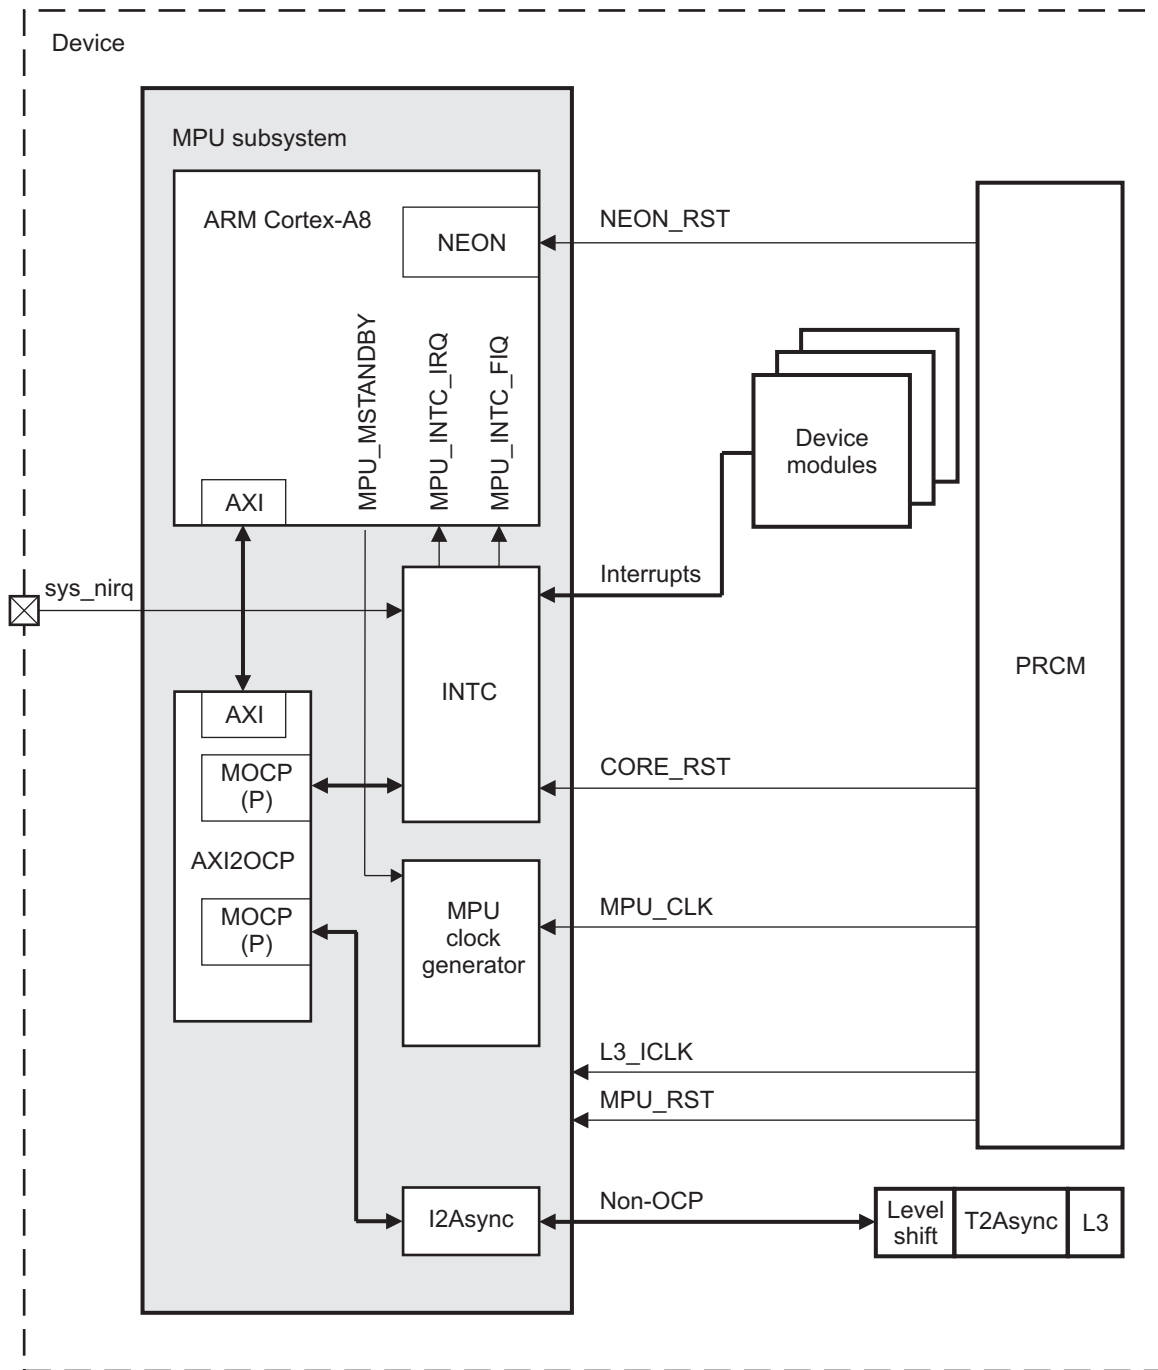 Device
MPU subsystem
ARM Cortex-A8
NEON
NEON_RST
MPU_MSTANDBY
MPU_INTC_IRQ
MPU_INTC_FIQ
Device
modules
AXI
sys_nirq
Interrupts
PRCM
INTC
AXI
MOCP
(P)
CORE_RST
AXI2OCP
MOCP
(P)
MPU
clock
generator
MPU_CLK
L3_ICLK
MPU_RST
I2Async
Non-OCP
Level
shift
T2Async
L3